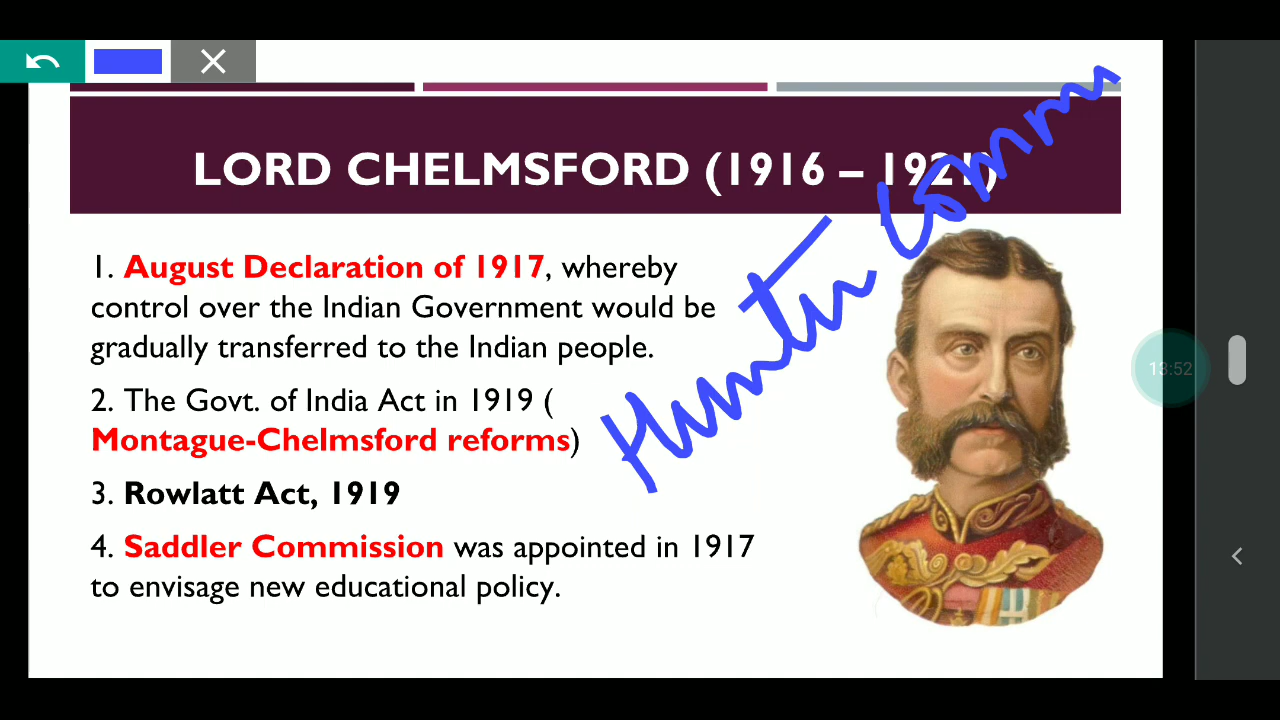 LORD CHELMSFORD (1916 – 1921)
Hunter Comm
1. August Declaration of 1917, whereby
control over the Indian Government would be
gradually transferred to the Indian people.
2. The Govt. of India Act in 1919 (
Montague-Chelmsford reforms)
3. Rowlatt Act, 1919
4. Saddler Commission was appointed in 1917
to envisage new educational policy.
13:52